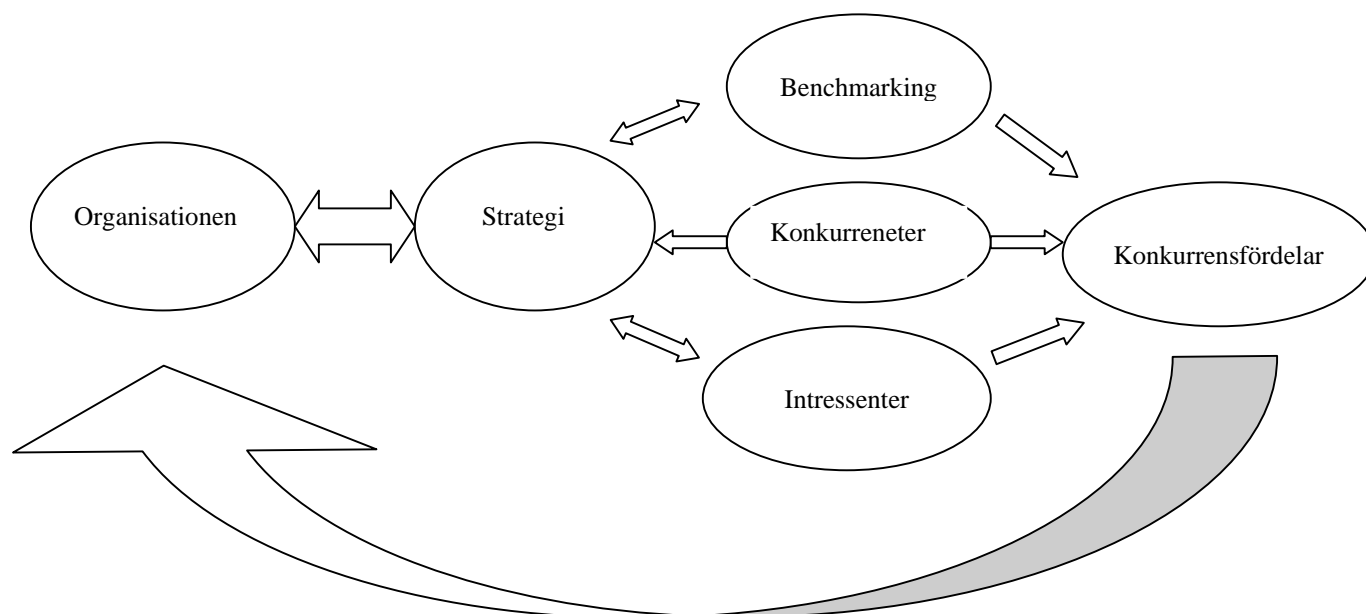 Benchmarking
Organisationen
Strategi
Konkurreneter
Konkurrensfördelar
Intressenter